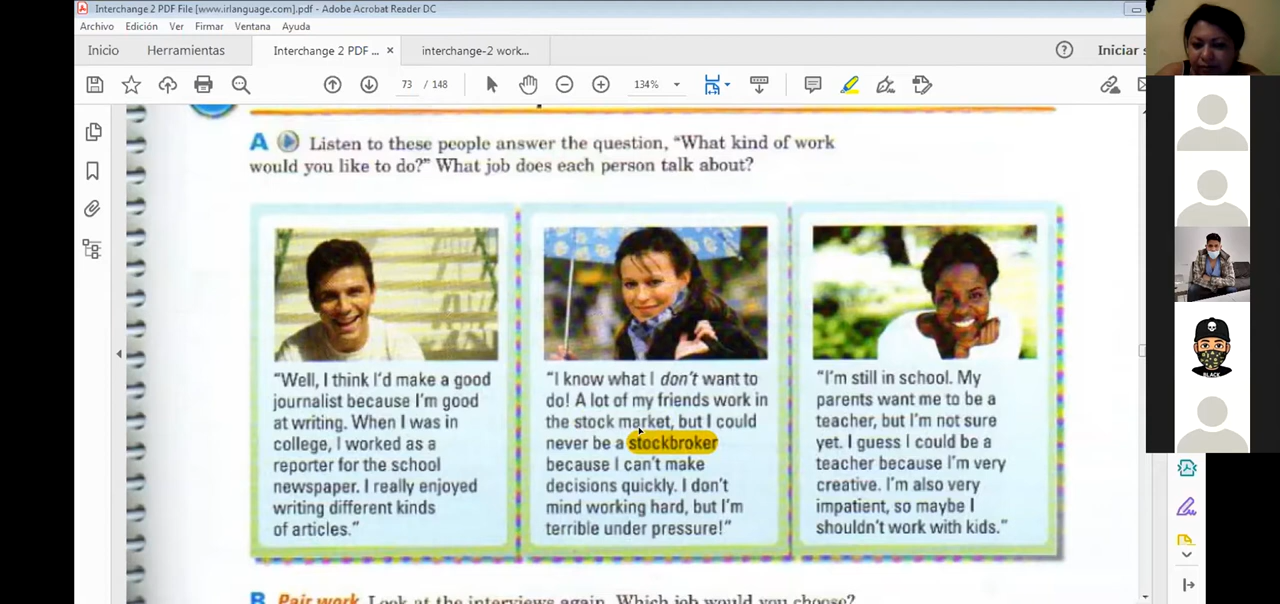 Interchange 2 PDF File [www.irlanguage.com].pdf - Adobe Acrobat Reader DC
Archivo Edición Ver Firmar Ventana Ayuda
Inicio Herramientas Interchange 2 PDF ... × interchange-2 work... Iniciar
73 / 148 134%
A Listen to these people answer the question, “What kind of work
would you like to do?” What job does each person talk about?
“Well, I think I’d make a good
journalist because I’m good
at writing. When I was in
college, I worked as a
reporter for the school
newspaper. I really enjoyed
writing different kinds
of articles.”
“I know what I don’t want to
do! A lot of my friends work in
the stock market, but I could
never be a stockbroker
because I can’t make
decisions quickly. I don’t
mind working hard, but I’m
terrible under pressure!”
“I’m still in school. My
parents want me to be a
teacher, but I’m not sure
yet. I guess I could be a
teacher because I’m very
creative. I’m also very
impatient, so maybe I
shouldn’t work with kids.”
B Pair work Look at the interviews again. Which job would you choose?
BLACK